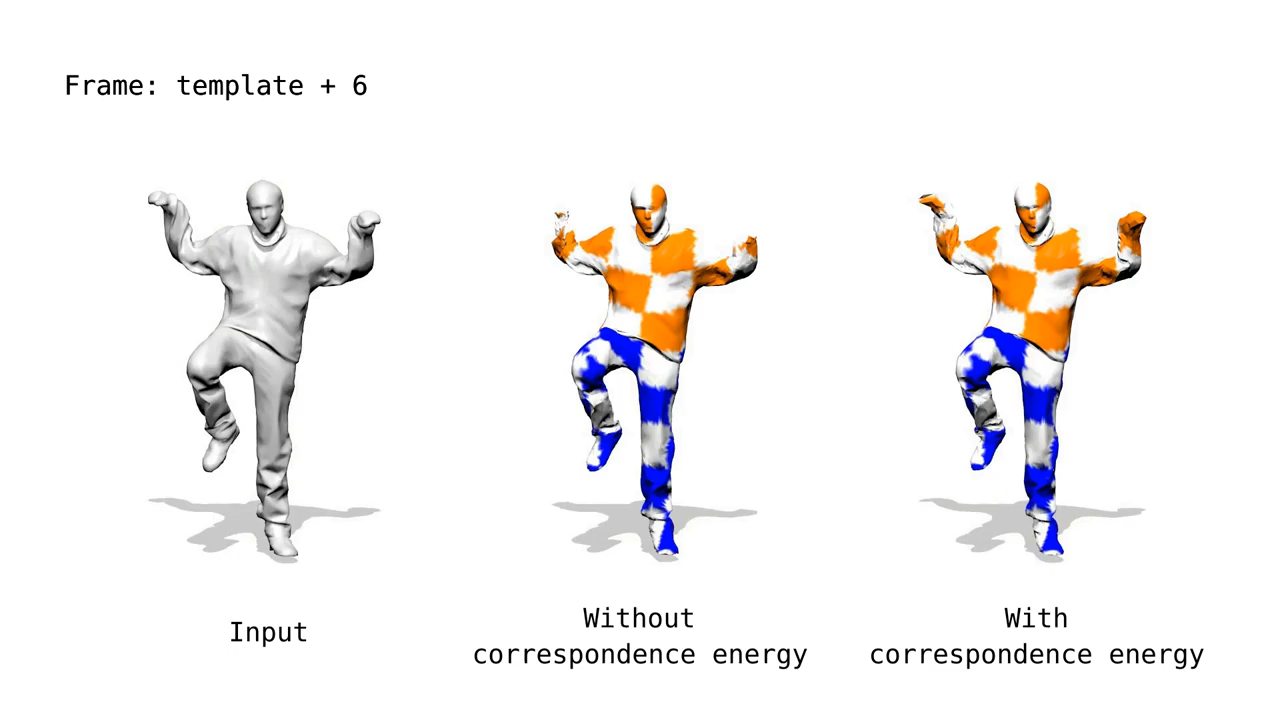 Frame: template + 6
Input
Without
correspondence energy
With
correspondence energy